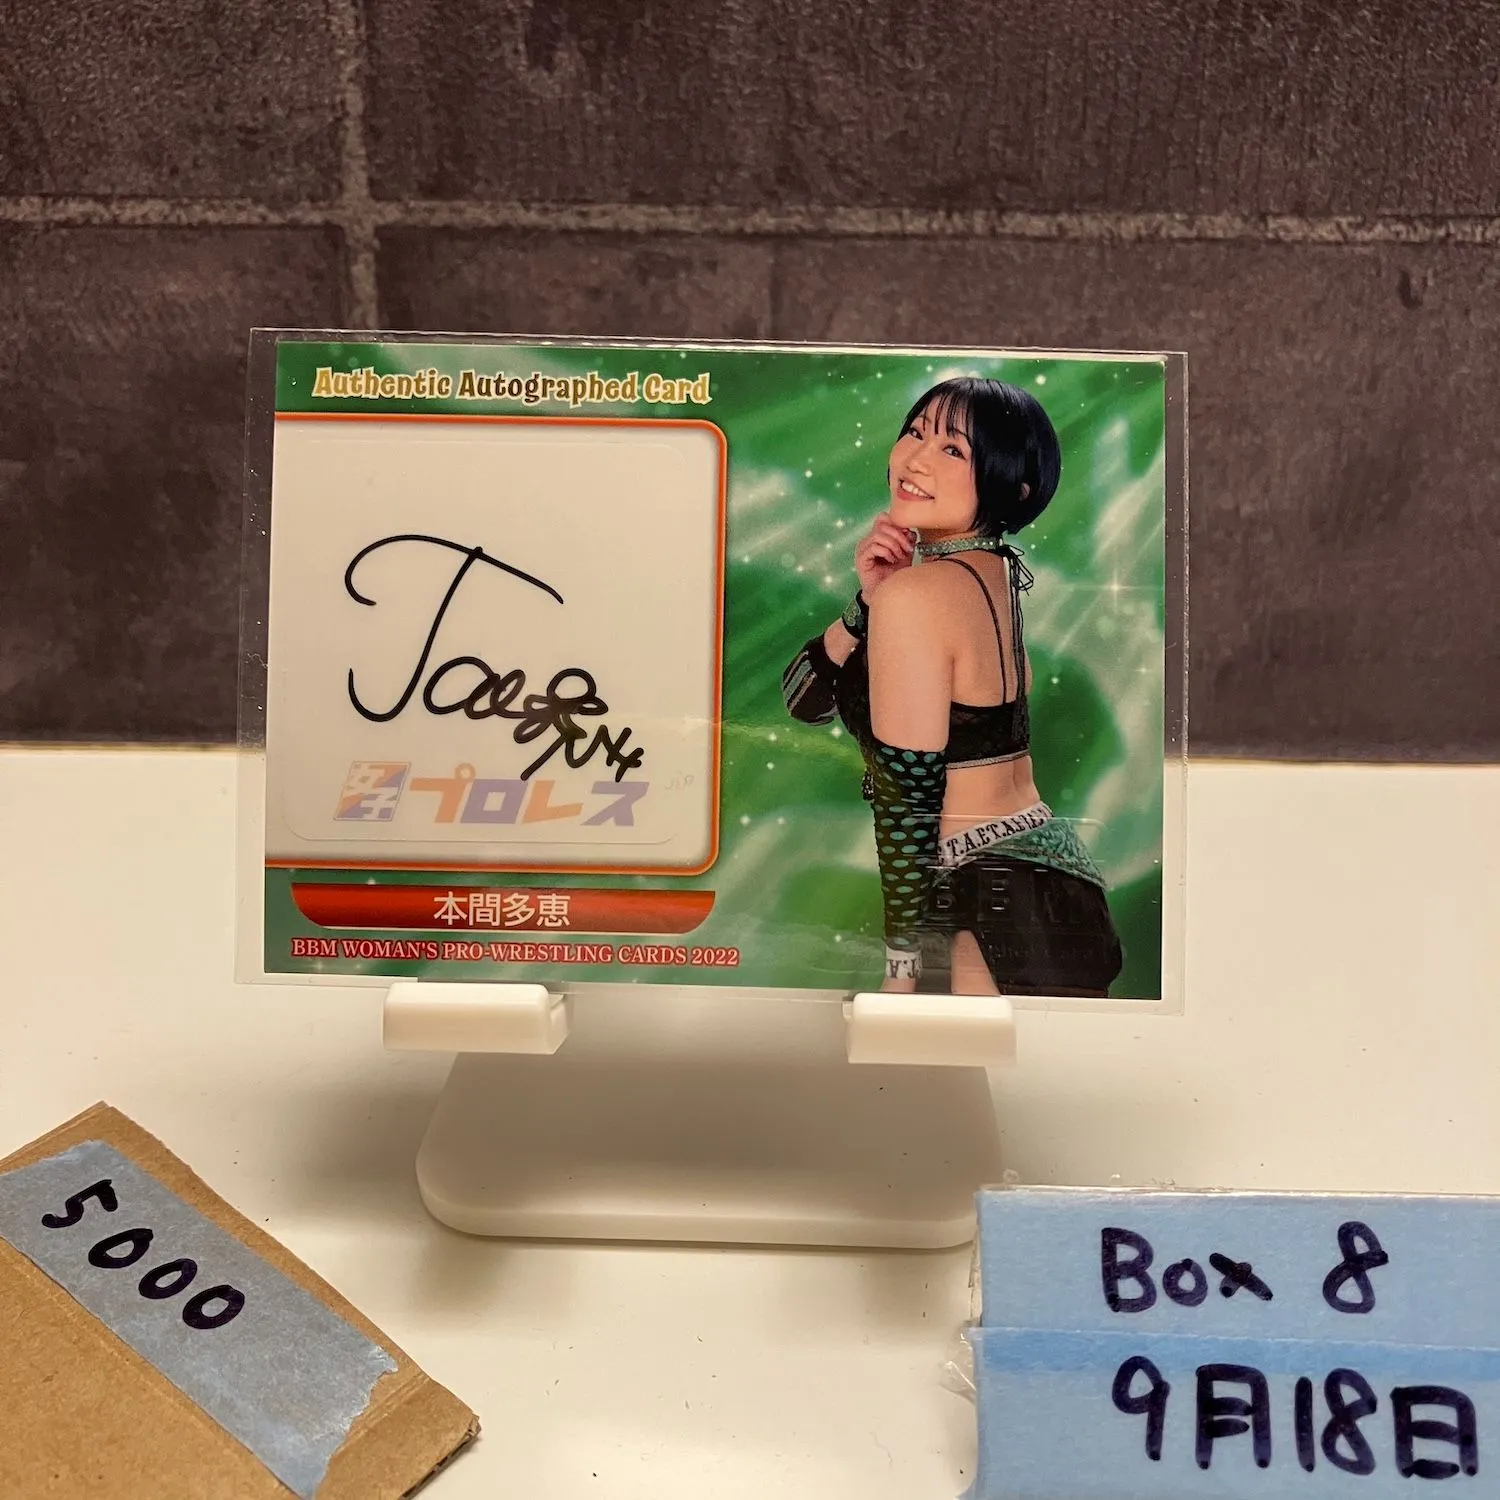 Authentic Autographed Card
Tae
女子プロレス
本間多恵
BBM WOMAN'S PRO-WRESTLING CARDS 2022
T.A.E T.A.E
T.A
BBM
5000
Box 8
9月18日